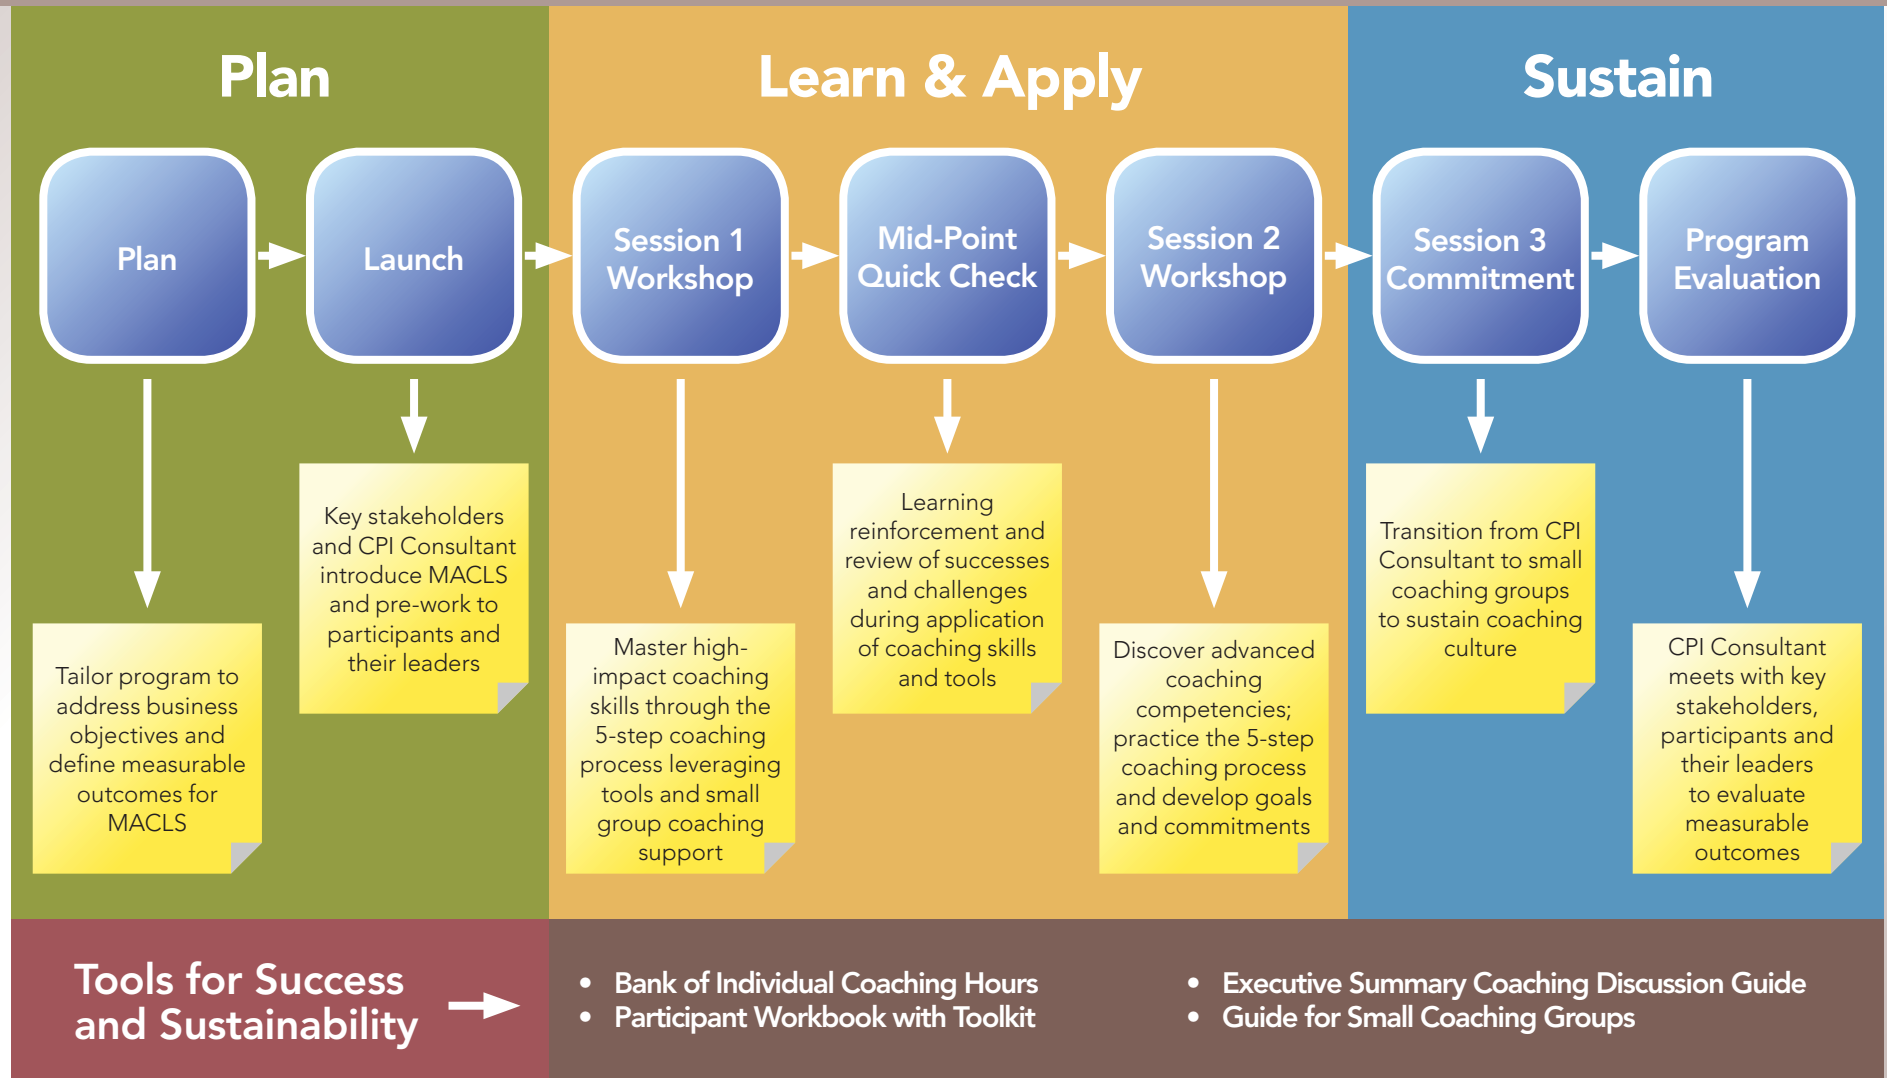 Plan
Learn & Apply
Sustain
Plan
Launch
Session 1
Workshop
Mid-Point
Quick Check
Session 2
Workshop
Session 3
Commitment
Program
Evaluation
Tailor program to
address business
objectives and
define measurable
outcomes for
MACLS
Key stakeholders
and CPI Consultant
introduce MACLS
and pre-work to
participants and
their leaders
Master high-
impact coaching
skills through the
5-step coaching
process leveraging
tools and small
group coaching
support
Learning
reinforcement and
review of successes
and challenges
during application
of coaching skills
and tools
Discover advanced
coaching
competencies;
practice the 5-step
coaching process
and develop goals
and commitments
Transition from CPI
Consultant to small
coaching groups
to sustain coaching
culture
CPI Consultant
meets with key
stakeholders,
participants and
their leaders
to evaluate
measurable
outcomes
Tools for Success
and Sustainability
• Bank of Individual Coaching Hours
• Participant Workbook with Toolkit
• Executive Summary Coaching Discussion Guide
• Guide for Small Coaching Groups